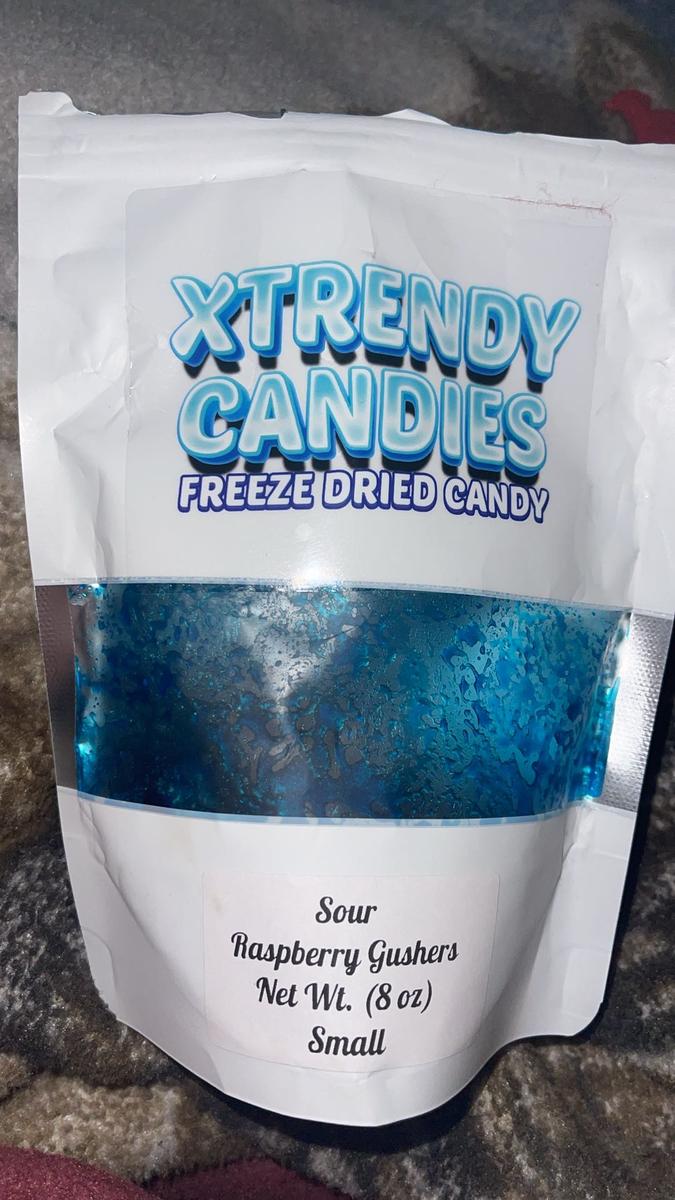 XTRENDY
CANDIES
FREEZE DRIED CANDY
Sour
Raspberry Gushers
Net Wt. (8 oz)
Small